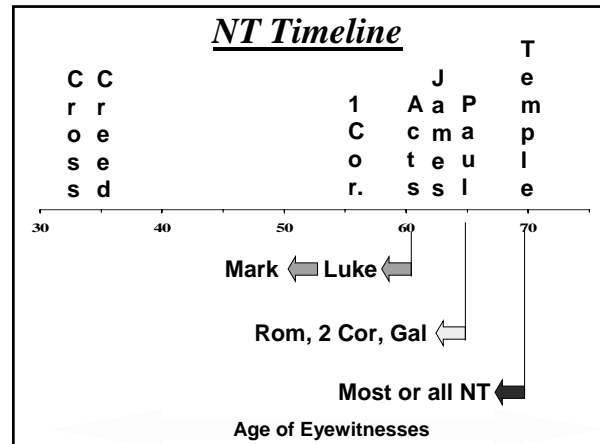 NT Timeline
Cross
Creed
1 Cor.
Acts
James
Paul
Temple
30 40 50 60 70
Mark Luke
Rom, 2 Cor, Gal
Most or all NT
Age of Eyewitnesses